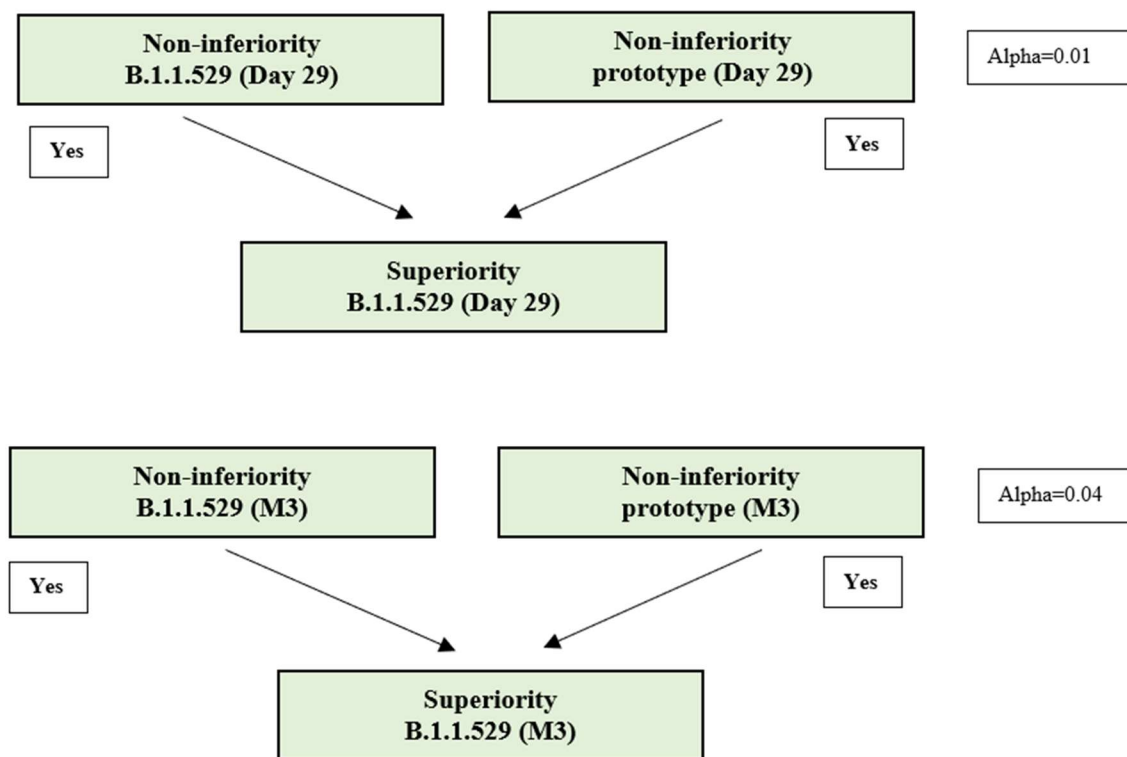 Non-inferiority
B.1.1.529 (Day 29)
Non-inferiority
prototype (Day 29)
Alpha=0.01
Yes
Yes
Superiority
B.1.1.529 (Day 29)
Non-inferiority
B.1.1.529 (M3)
Non-inferiority
prototype (M3)
Alpha=0.04
Yes
Yes
Superiority
B.1.1.529 (M3)